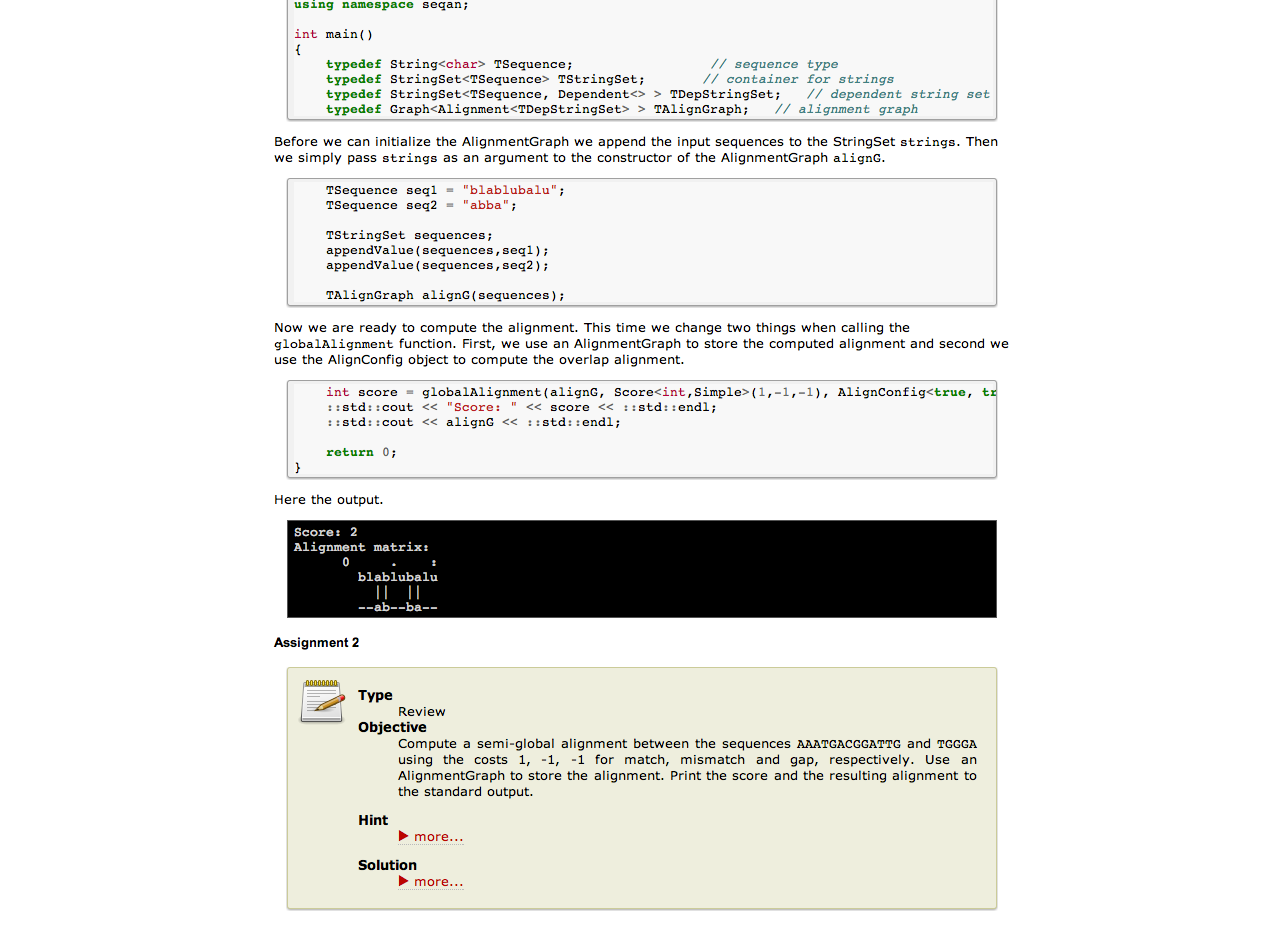 using namespace seqan;
int main()
{
typedef String<char> TSequence; // sequence type
typedef StringSet<TSequence> TStringSet; // container for strings
typedef StringSet<TSequence, Dependent<> > TDepStringSet; // dependent string set
typedef Graph<Alignment<TDepStringSet> > TAlignGraph; // alignment graph
Before we can initialize the AlignmentGraph we append the input sequences to the StringSet strings. Then
we simply pass strings as an argument to the constructor of the AlignmentGraph alignG.
TSequence seq1 = "blablubalu";
TSequence seq2 = "abba";
TStringSet sequences;
appendValue(sequences,seq1);
appendValue(sequences,seq2);
TAlignGraph alignG(sequences);
Now we are ready to compute the alignment. This time we change two things when calling the
globalAlignment function. First, we use an AlignmentGraph to store the computed alignment and second we
use the AlignConfig object to compute the overlap alignment.
int score = globalAlignment(alignG, Score<int,Simple>(1,-1,-1), AlignConfig<true, tr
::std::cout << "Score: " << score << ::std::endl;
::std::cout << alignG << ::std::endl;
return 0;
}
Here the output.
Score: 2
Alignment matrix:
0 . :
blablubalu
|| ||
--ab--ba--
Assignment 2
Type
Review
Objective
Compute a semi-global alignment between the sequences AAATGACGGATTG and TGGGA
using the costs 1, -1, -1 for match, mismatch and gap, respectively. Use an
AlignmentGraph to store the alignment. Print the score and the resulting alignment to
the standard output.
Hint
more...
Solution
more...